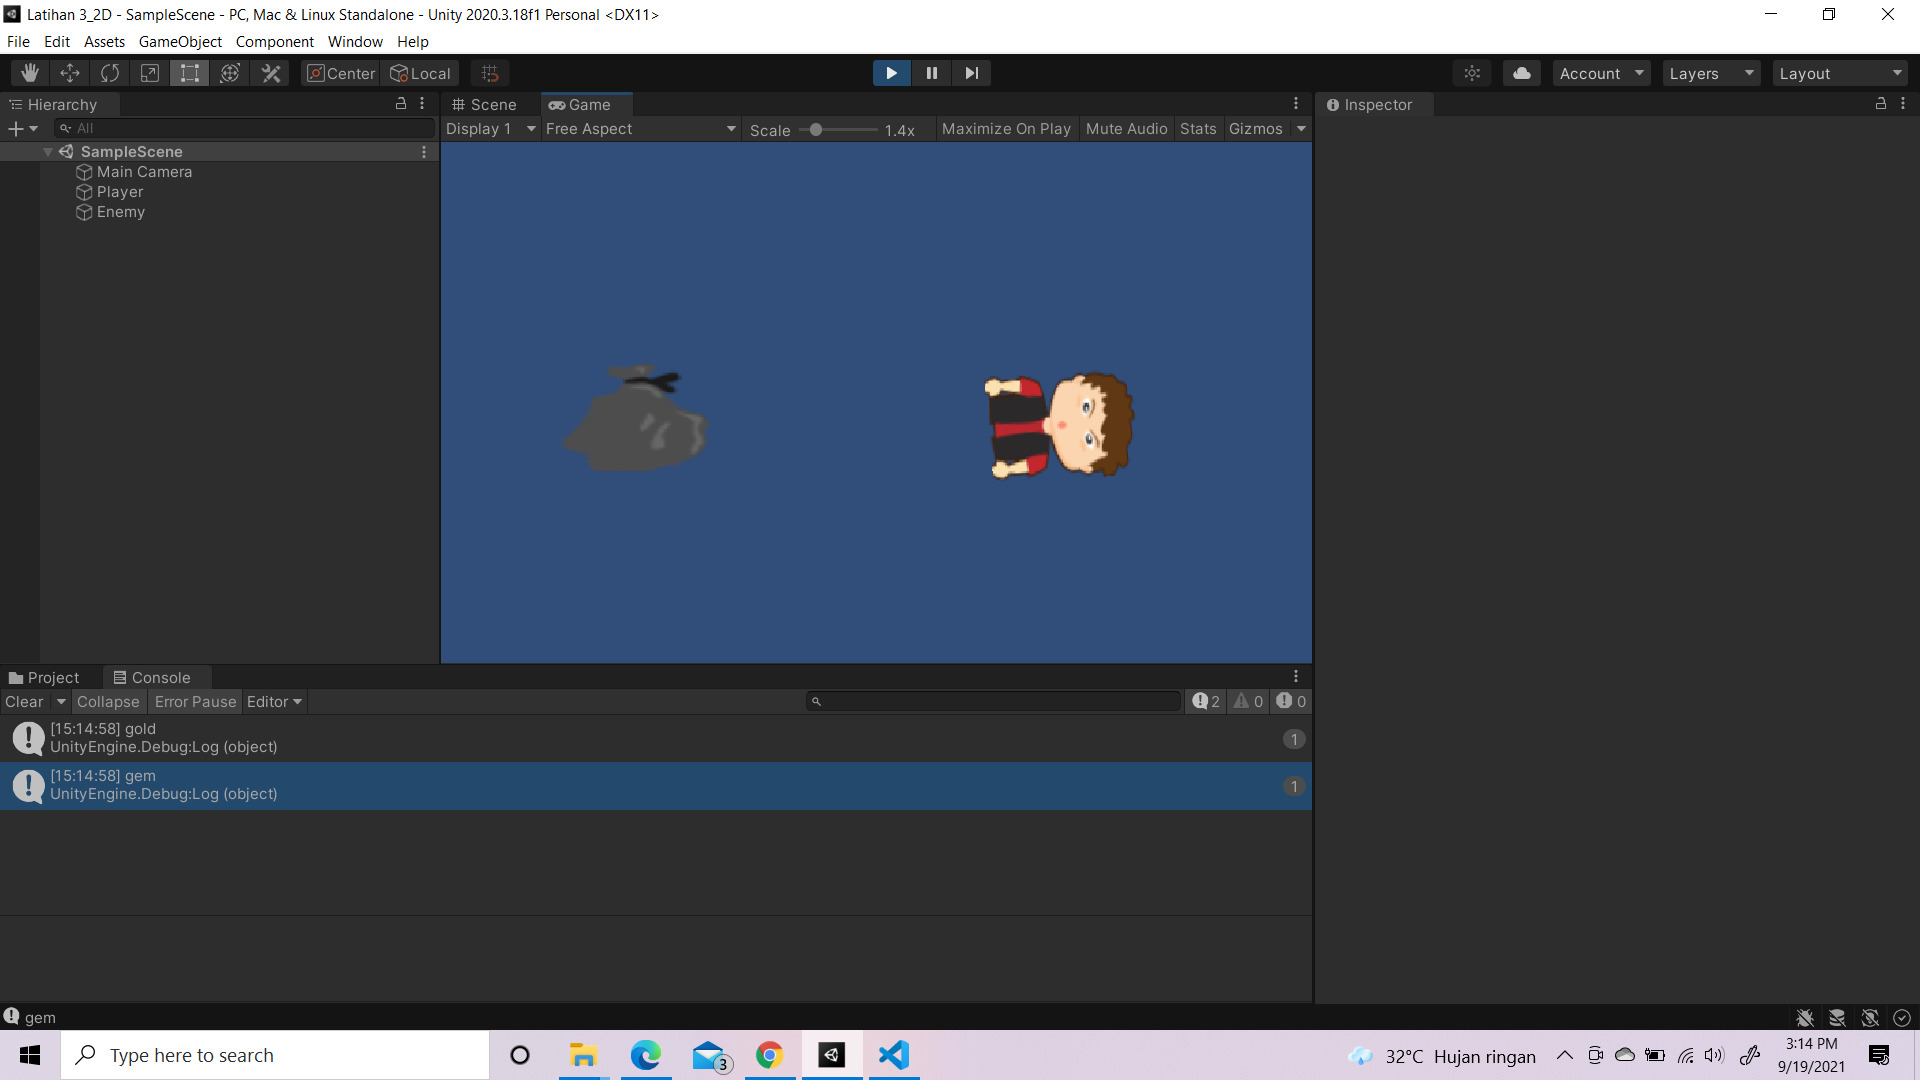 Latihan 3_2D - SampleScene - PC, Mac & Linux Standalone - Unity 2020.3.18f1 Personal <DX11>
File Edit Assets GameObject Component Window Help
Center Local Account Layers Layout
Hierarchy Scene Game Inspector
All Display 1 Free Aspect Scale 1.4x Maximize On Play Mute Audio Stats Gizmos
SampleScene
Main Camera
Player
Enemy
Project Console
Clear Collapse Error Pause Editor 2 0 0
[15:14:58] gold
UnityEngine.Debug:Log (object)
1
[15:14:58] gem
UnityEngine.Debug:Log (object)
1
gem
Type here to search 3 32°C Hujan ringan 3:14 PM
9/19/2021